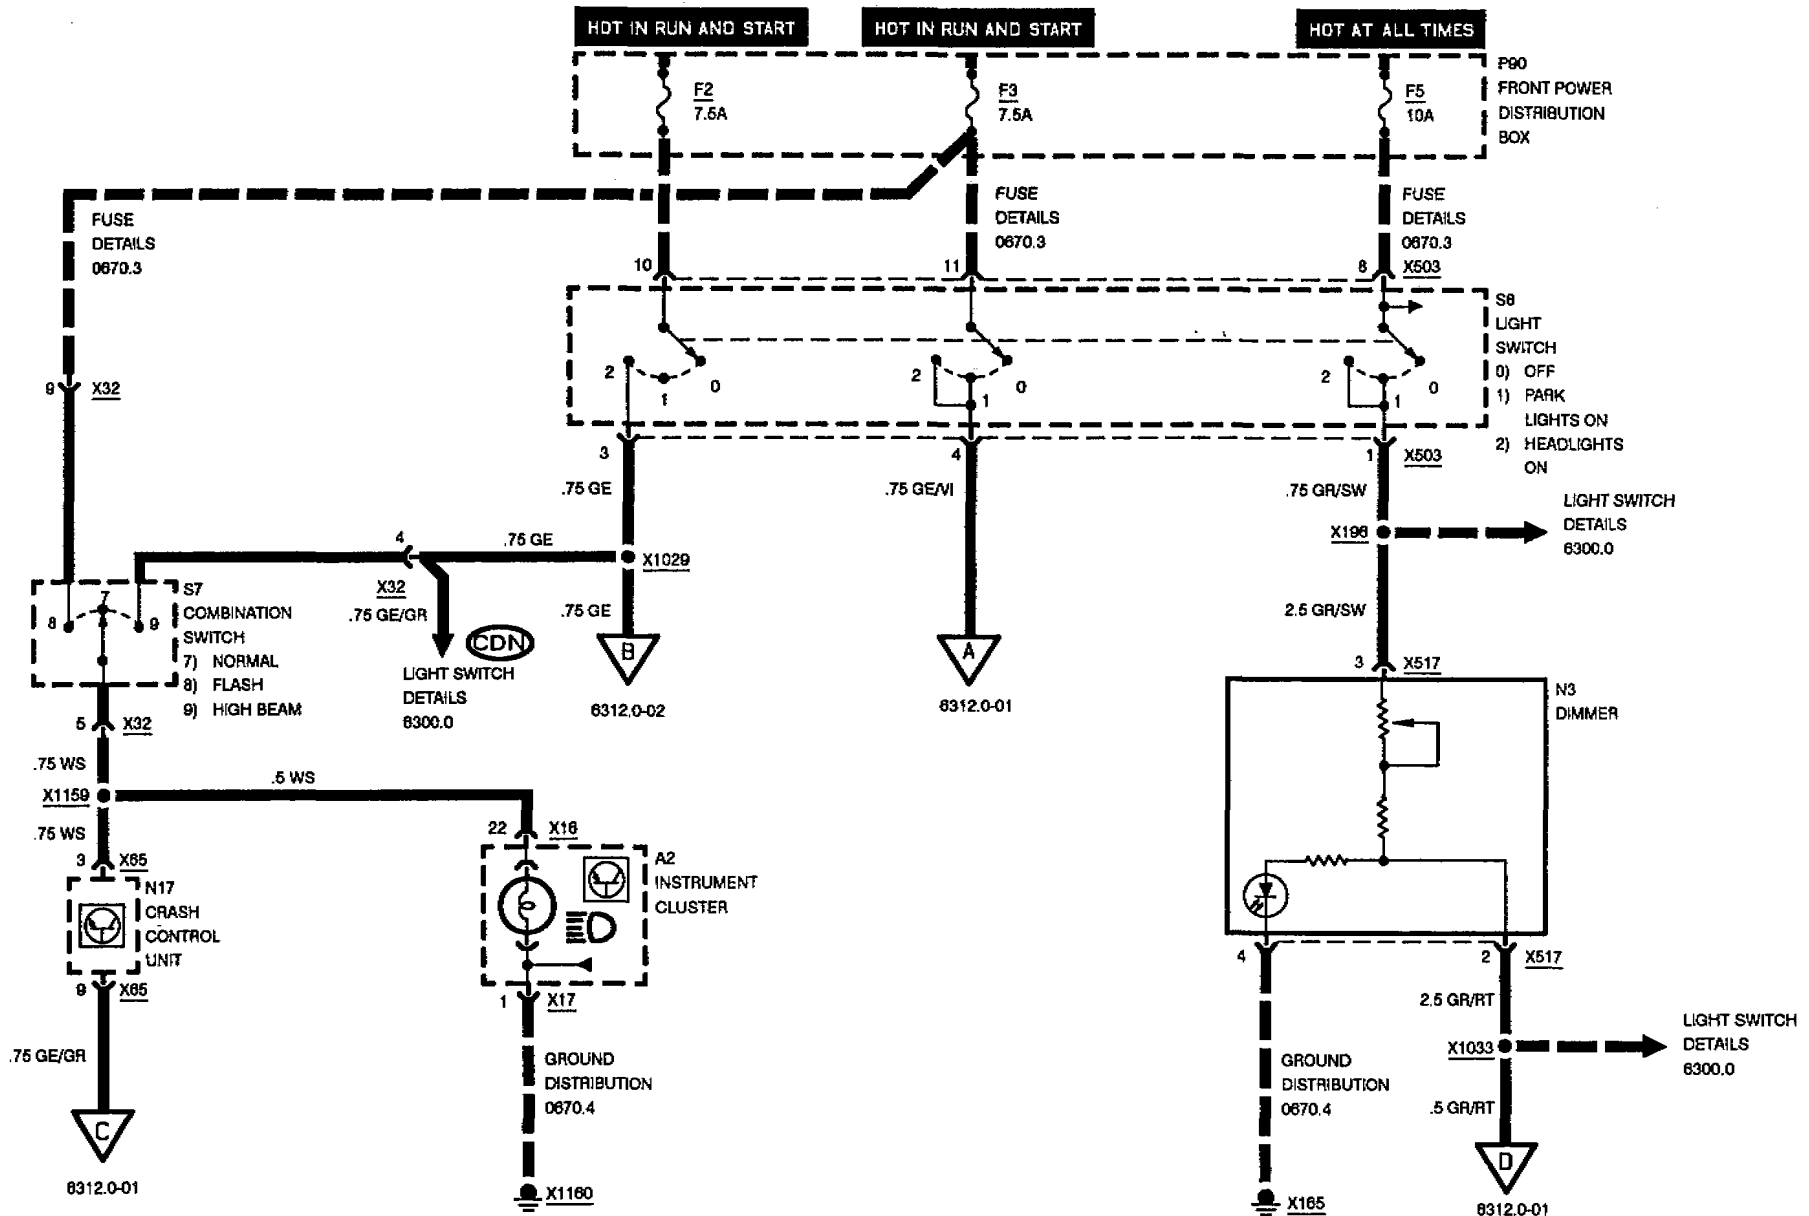 HOT IN RUN AND START
HOT IN RUN AND START
HOT AT ALL TIMES
F2
7.5A
F3
7.5A
F5
10A
P90
FRONT POWER
DISTRIBUTION
BOX
FUSE
DETAILS
0670.3
FUSE
DETAILS
0670.3
FUSE
DETAILS
0670.3
10
11
6 X503
S6
LIGHT
SWITCH
0) OFF
1) PARK
LIGHTS ON
2) HEADLIGHTS
ON
2
1
0
2
1
0
2
1
0
9 X32
3
4
1 X503
.75 GE
.75 GE/VI
.75 GR/SW
X196
LIGHT SWITCH
DETAILS
6300.0
4
.75 GE
X1029
X32
.75 GE/GR
.75 GE
2.5 GR/SW
S7
COMBINATION
SWITCH
7) NORMAL
8) FLASH
9) HIGH BEAM
7
8
9
CDN
LIGHT SWITCH
DETAILS
6300.0
B
6312.0-02
A
6312.0-01
3 X517
N3
DIMMER
5 X32
.75 WS
.5 WS
X1159
.75 WS
22 X16
3 X65
N17
CRASH
CONTROL
UNIT
A2
INSTRUMENT
CLUSTER
9 X65
1 X17
4
2 X517
.75 GE/GR
GROUND
DISTRIBUTION
0670.4
2.5 GR/RT
X1033
LIGHT SWITCH
DETAILS
6300.0
GROUND
DISTRIBUTION
0670.4
.5 GR/RT
C
6312.0-01
X1160
X165
D
6312.0-01